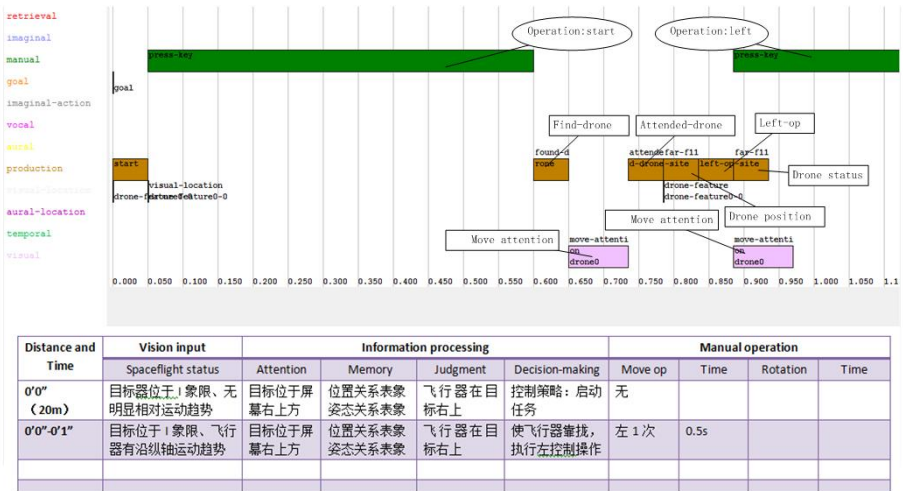 retrieval
imaginal
manual
goal
imaginal-action
vocal
aural
production
visual-location
aural-location
temporal
visual
Operation:start
Operation:left
press-key
press-key
goal
Find-drone
Attended-drone
Left-op
start
found-d
rone
attende
d-drone
far-fll
-site
left-op
far-fll
-site
Drone status
visual-location
drone-feature0-0
drone-feature
drone-feature0-0
Drone position
Move attention
Move attention
move-attenti
on
drone0
move-attenti
on
drone0
0.000 0.050 0.100 0.150 0.200 0.250 0.300 0.350 0.400 0.450 0.500 0.550 0.600 0.650 0.700 0.750 0.800 0.850 0.900 0.950 1.000 1.050 1.1
Distance and Time Vision input Information processing Manual operation
Spaceflight status Attention Memory Judgment Decision-making Move op Time Rotation Time
0'0"
(20m)
目标器位于 I 象限、无
明显相对运动趋势
目标位于屏
幕右上方
位置关系表象
姿态关系表象
飞行器在目
标右上
控制策略：启动
任务
无
0'0"-0'1"
目标位于 I 象限、飞行
器有沿纵轴运动趋势
目标位于屏
幕右上方
位置关系表象
姿态关系表象
飞行器在目
标右上
使飞行器靠拢，
执行左控制操作
左 1 次
0.5s